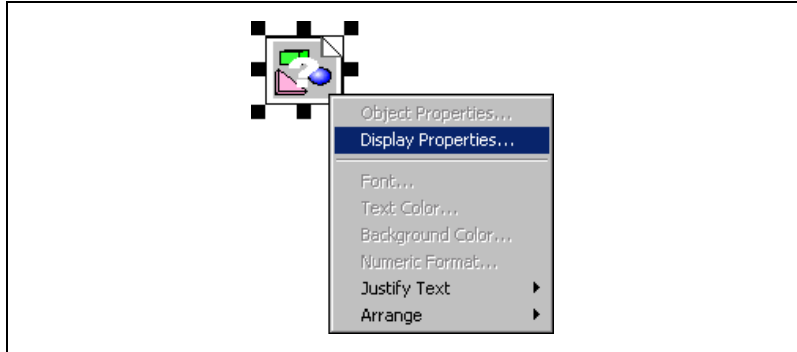 Object Properties...
Display Properties...
Font...
Text Color...
Background Color...
Numeric Format...
Justify Text
Arrange